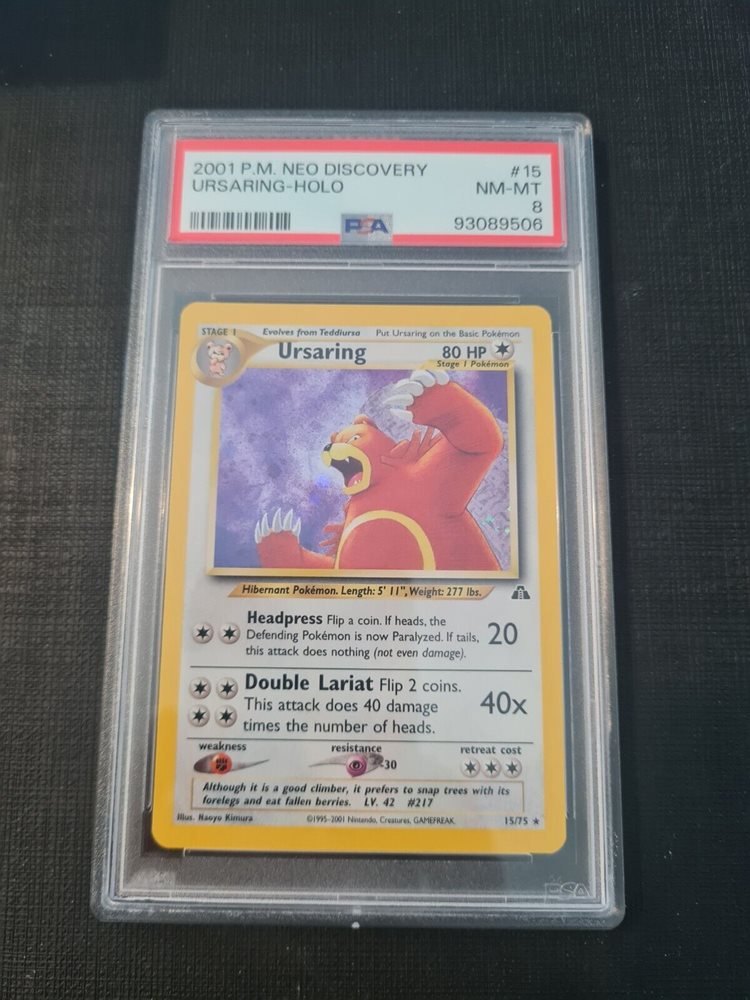 2001 P.M. NEO DISCOVERY #15
URSARING-HOLO NM-MT
8
PSA 93089506
STAGE 1 Evolves from Teddiursa Put Ursaring on the Basic Pokémon
Ursaring 80 HP
Stage 1 Pokémon
Hibernant Pokémon. Length: 5' 11", Weight: 277 lbs.
Headpress Flip a coin. If heads, the
Defending Pokémon is now Paralyzed. If tails, 20
this attack does nothing (not even damage).
Double Lariat Flip 2 coins.
This attack does 40 damage 40x
times the number of heads.
weakness resistance retreat cost
-30
Although it is a good climber, it prefers to snap trees with its
forelegs and eat fallen berries. LV. 42 #217
Illus. Naoyo Kimura ©1995-2001 Nintendo, Creatures, GAMEFREAK. 15/75 ★
PSA